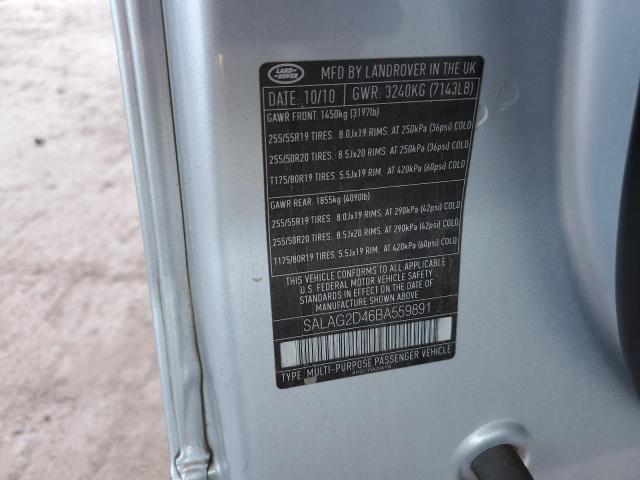 LAND ROVER
MFD BY LANDROVER IN THE UK
DATE: 10/10 GWR: 3240KG (7143LB)
GAWR FRONT: 1450kg (3197lb)
255/55R19 TIRES. 8.0Jx19 RIMS. AT 250kPA (36psi) COLD
255/50R20 TIRES. 8.5Jx20 RIMS. AT 250kPA (36psi) COLD
T175/80R19 TIRES. 5.5Jx19 RIM. AT 420kPA (60psi) COLD
GAWR REAR: 1855kg (4090lb)
255/55R19 TIRES. 8.0Jx19 RIMS. AT 290kPA (42psi) COLD
255/50R20 TIRES. 8.5Jx20 RIMS. AT 290kPA (42psi) COLD
T175/80R19 TIRES. 5.5Jx19 RIM. AT 420kPA (60psi) COLD
THIS VEHICLE CONFORMS TO ALL APPLICABLE
U.S. FEDERAL MOTOR VEHICLE SAFETY
STANDARDS IN EFFECT ON THE DATE OF
MANUFACTURE SHOWN ABOVE
SALAG2D46BA559891
TYPE: MULTI-PURPOSE PASSENGER VEHICLE